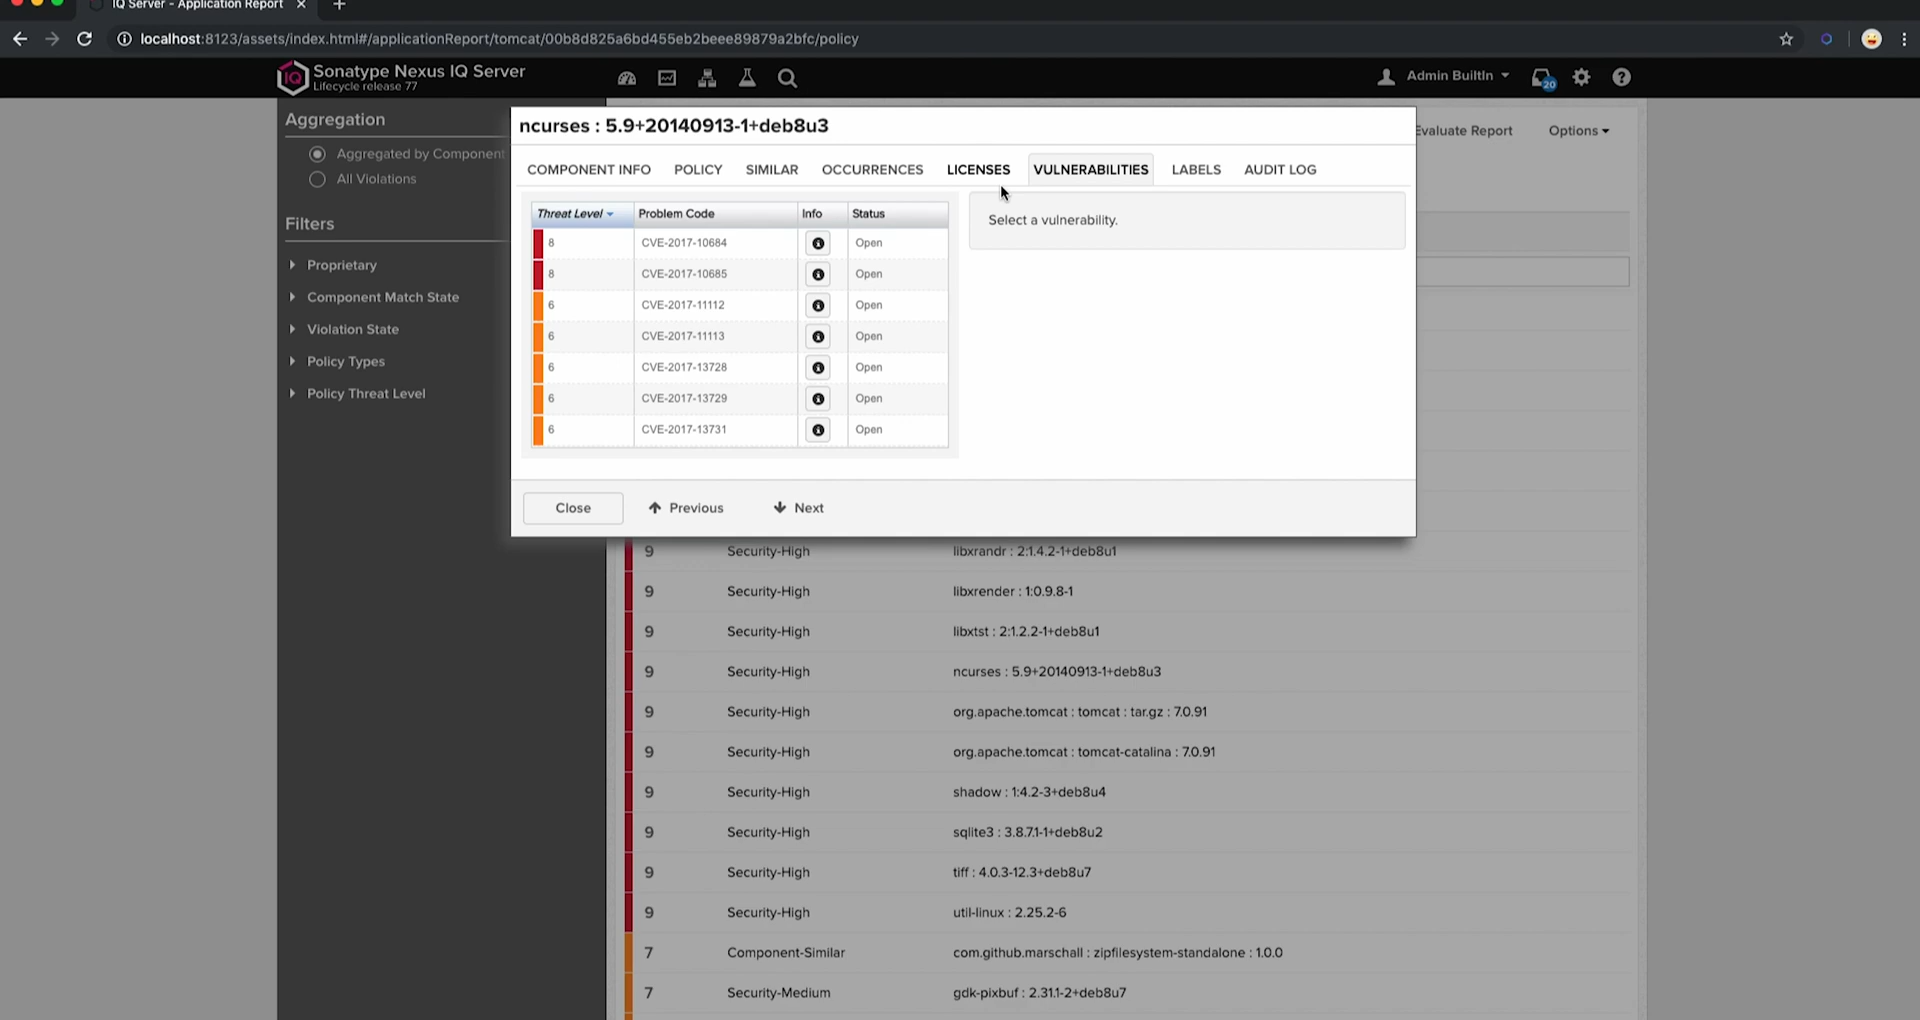 IQ Server - Application Report
localhost:8123/assets/index.html#/applicationReport/tomcat/00b8d825a6bd455eb2beee89879a2bfc/policy
IQ
Sonatype Nexus IQ Server
Lifecycle release 77
Admin BuiltIn
20
Aggregation
Aggregated by Component
All Violations
Filters
Proprietary
Component Match State
Violation State
Policy Types
Policy Threat Level
Evaluate Report
Options
ncurses : 5.9+20140913-1+deb8u3
COMPONENT INFO POLICY SIMILAR OCCURRENCES LICENSES VULNERABILITIES LABELS AUDIT LOG
Threat Level Problem Code Info Status
8 CVE-2017-10684 Open
8 CVE-2017-10685 Open
6 CVE-2017-11112 Open
6 CVE-2017-11113 Open
6 CVE-2017-13728 Open
6 CVE-2017-13729 Open
6 CVE-2017-13731 Open
Select a vulnerability.
Close Previous Next
9 Security-High libxrandr : 2:1.4.2-1+deb8u1
9 Security-High libxrender : 1:0.9.8-1
9 Security-High libxtst : 2:1.2.2-1+deb8u1
9 Security-High ncurses : 5.9+20140913-1+deb8u3
9 Security-High org.apache.tomcat : tomcat : tar.gz : 7.0.91
9 Security-High org.apache.tomcat : tomcat-catalina : 7.0.91
9 Security-High shadow : 1:4.2-3+deb8u4
9 Security-High sqlite3 : 3.8.7.1-1+deb8u2
9 Security-High tiff : 4.0.3-12.3+deb8u7
9 Security-High util-linux : 2.25.2-6
7 Component-Similar com.github.marschall : zipfilesystem-standalone : 1.0.0
7 Security-Medium gdk-pixbuf : 2.31.1-2+deb8u7